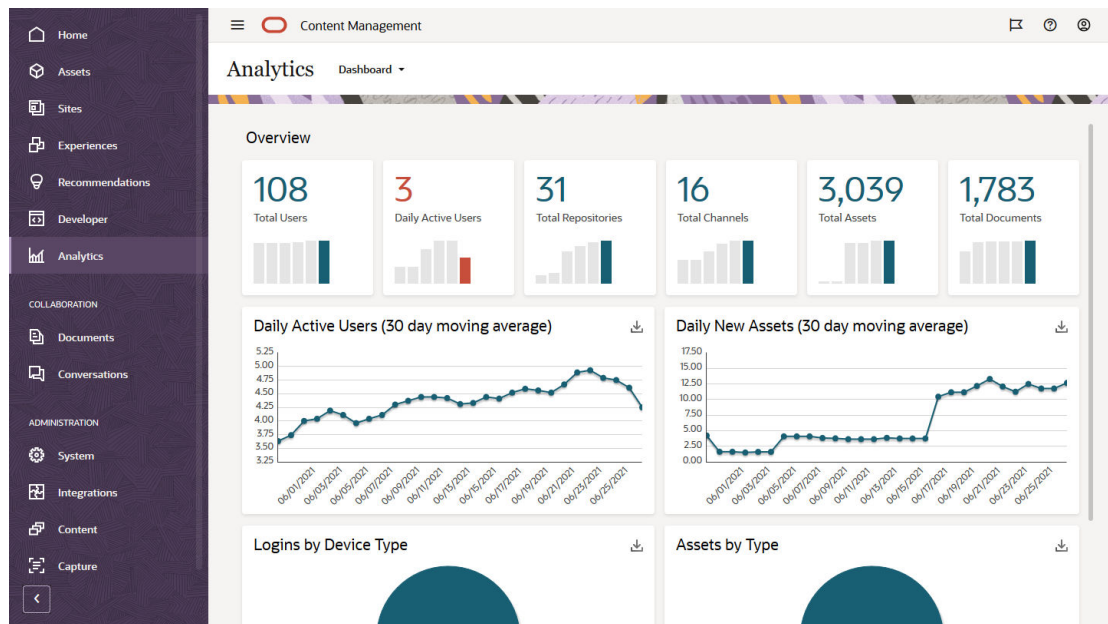 Home
Assets
Sites
Experiences
Recommendations
Developer
Analytics
COLLABORATION
Documents
Conversations
ADMINISTRATION
System
Integrations
Content
Capture
Content Management
Analytics Dashboard
Overview
108
Total Users
3
Daily Active Users
31
Total Repositories
16
Total Channels
3,039
Total Assets
1,783
Total Documents
Daily Active Users (30 day moving average)
5.25
5.00
4.75
4.50
4.25
4.00
3.75
3.50
3.25
06/01/2021
06/03/2021
06/05/2021
06/07/2021
06/09/2021
06/11/2021
06/13/2021
06/15/2021
06/17/2021
06/19/2021
06/21/2021
06/23/2021
06/25/2021
Daily New Assets (30 day moving average)
17.50
15.00
12.50
10.00
7.50
5.00
2.50
0.00
06/01/2021
06/03/2021
06/05/2021
06/07/2021
06/09/2021
06/11/2021
06/13/2021
06/15/2021
06/17/2021
06/19/2021
06/21/2021
06/23/2021
06/25/2021
Logins by Device Type
Assets by Type